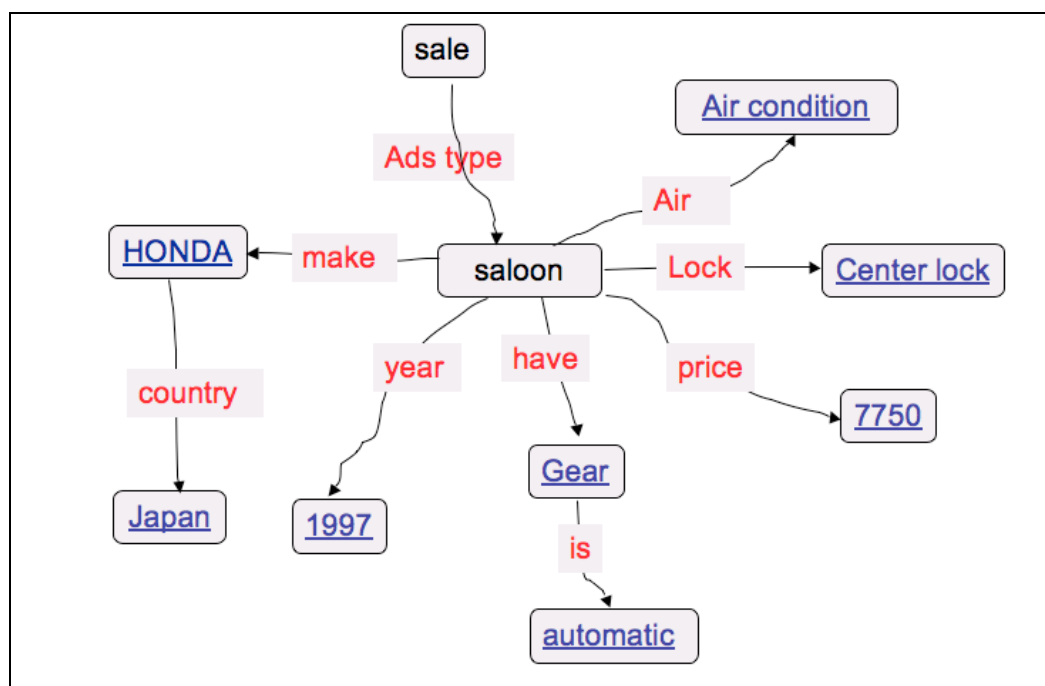 sale
Air condition
Ads type
Air
HONDA
make
saloon
Lock
Center lock
year
have
price
country
7750
Gear
Japan
1997
is
automatic